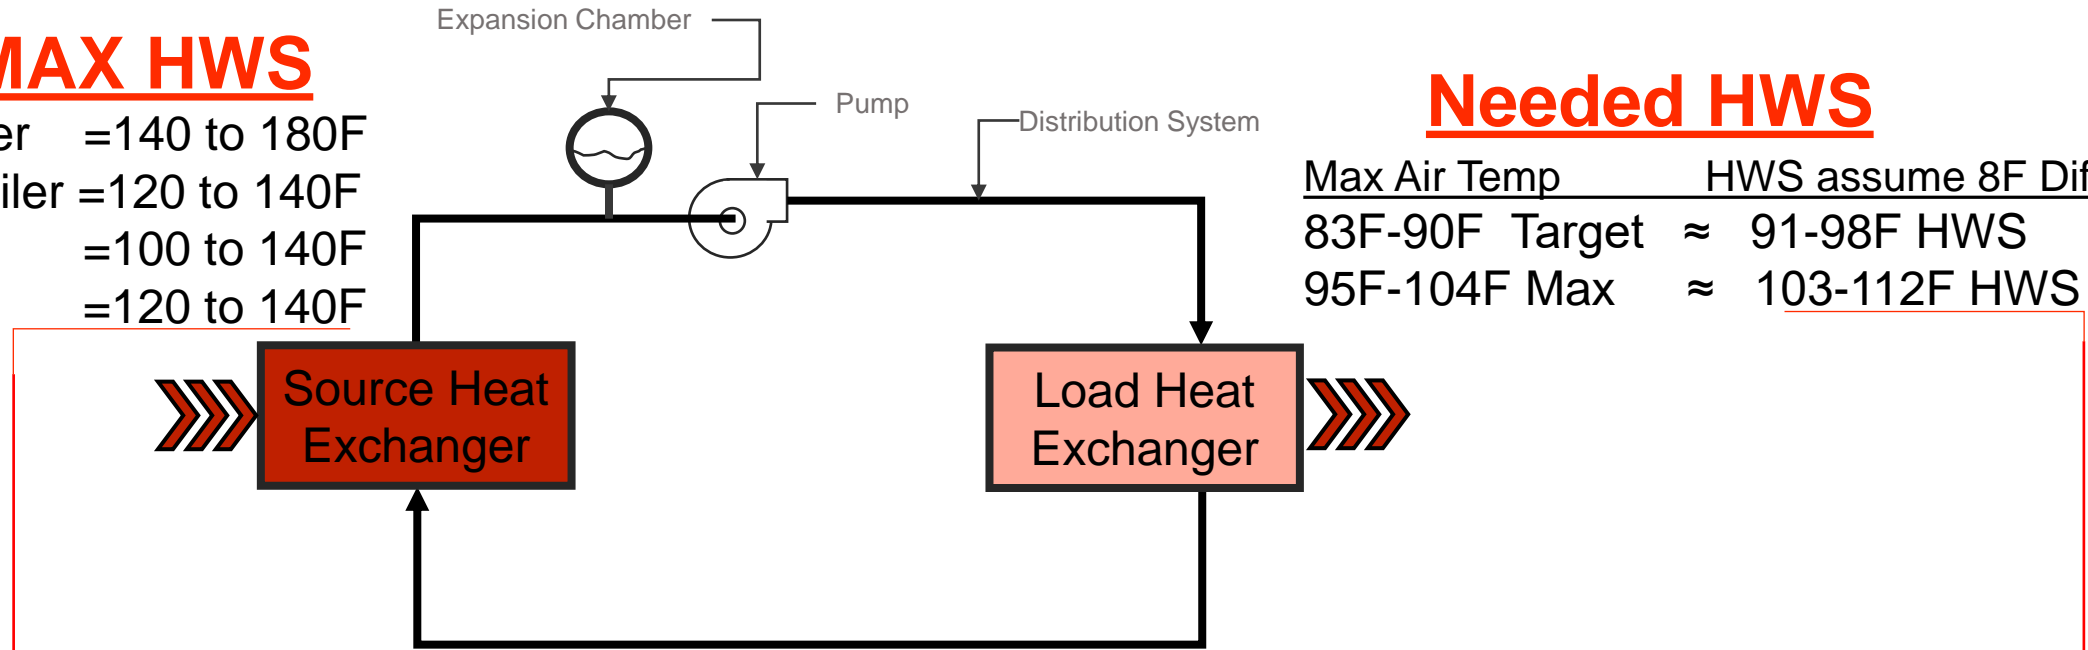 MAX HWS
er =140 to 180F
iler =120 to 140F
=100 to 140F
=120 to 140F
Expansion Chamber
Pump
Distribution System
Needed HWS
Max Air Temp HWS assume 8F Dif
83F-90F Target ≈ 91-98F HWS
95F-104F Max ≈ 103-112F HWS
Source Heat
Exchanger
Load Heat
Exchanger